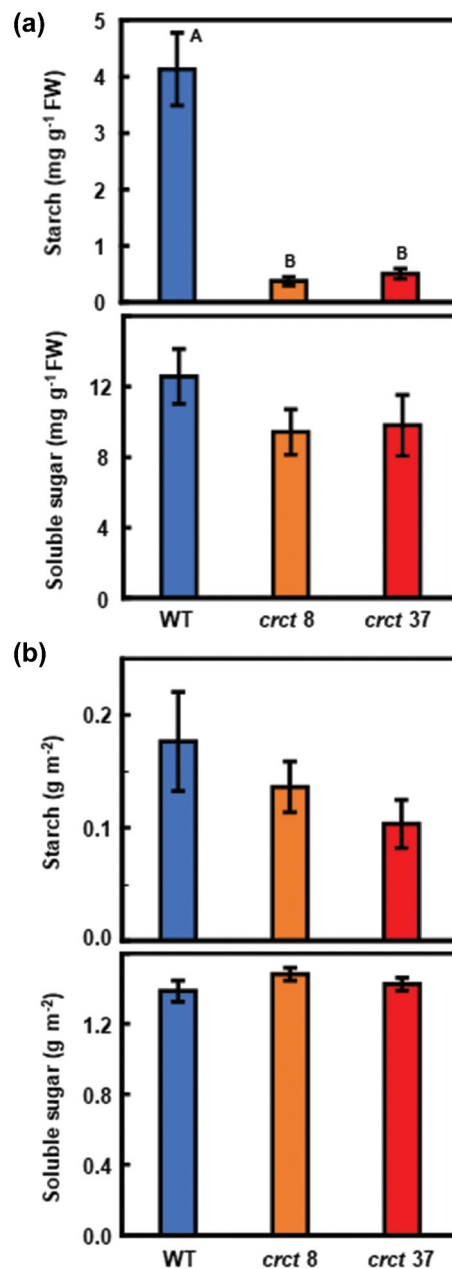 (a)
Starch (mg g⁻¹ FW)
5
4
3
2
1
0
A
B
B
Soluble sugar (mg g⁻¹ FW)
12
8
4
0
WT
crct 8
crct 37
(b)
Starch (g m⁻²)
0.2
0.1
0.0
Soluble sugar (g m⁻²)
1.2
0.8
0.4
0.0
WT
crct 8
crct 37